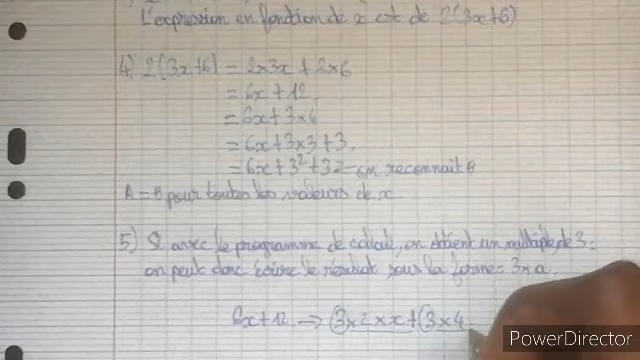 L'expression en fonction de x est de 2(3x+6)
4) 2(3x+6) = 2×3x + 2×6
= 6x + 12
= 6x + 3×4
= 6x + 3×3 + 3
= 6x + 3² + 3 on reconnait B
A = B pour toutes les valeurs de x
5) Si avec le programme de calcul, on obtient un multiple de 3
on peut donc écrire le résultat sous la forme 3×a.
6x+12 → (3×2×x+(3×4
PowerDirector